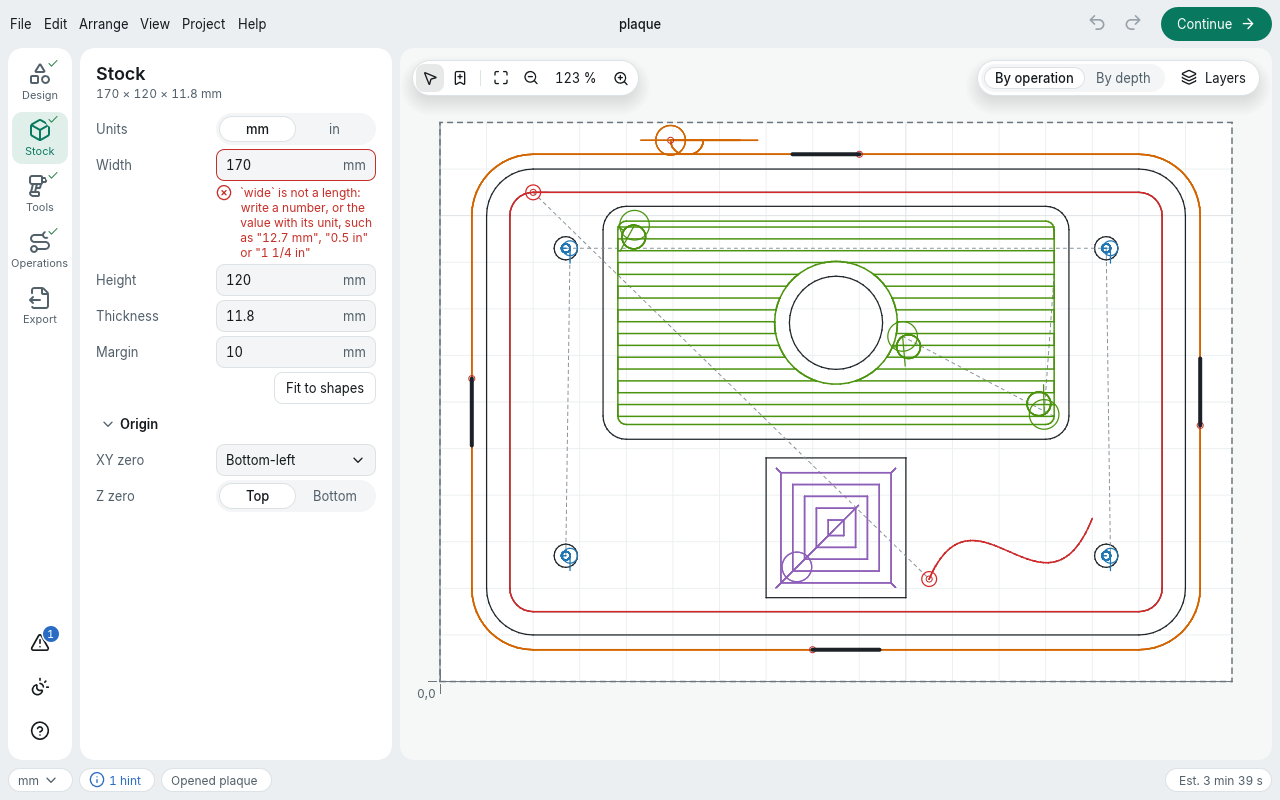 File Edit Arrange View Project Help
plaque
Continue
Design
Stock
Tools
Operations
Export
1
Stock
170 × 120 × 11.8 mm
Units mm in
Width 170 mm
`wide` is not a length:
write a number, or the
value with its unit, such
as "12.7 mm", "0.5 in"
or "1 1/4 in"
Height 120 mm
Thickness 11.8 mm
Margin 10 mm
Fit to shapes
Origin
XY zero Bottom-left
Z zero Top Bottom
123 %
By operation By depth Layers
0,0
mm 1 hint Opened plaque Est. 3 min 39 s